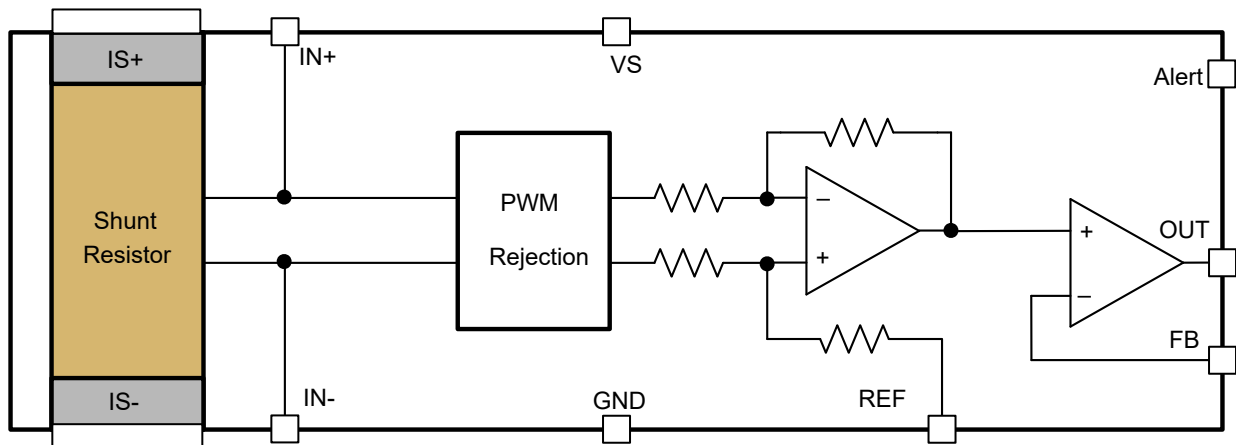 IS+
IN+
VS
Alert
Shunt
Resistor
PWM
Rejection
−
+
+
−
OUT
FB
IS-
IN-
GND
REF